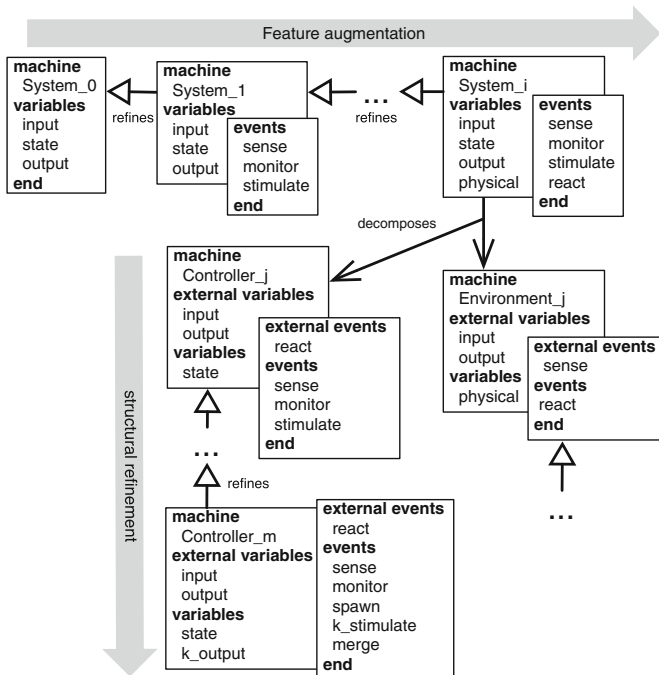 Feature augmentation
machine
System_0
variables
input
state
output
end
refines
machine
System_1
variables
input
state
output
events
sense
monitor
stimulate
end
...
refines
machine
System_i
variables
input
state
output
physical
events
sense
monitor
stimulate
react
end
decomposes
structural refinement
machine
Controller_j
external variables
input
output
variables
state
external events
react
events
sense
monitor
stimulate
end
machine
Environment_j
external variables
input
output
variables
physical
external events
sense
events
react
end
...
refines
...
machine
Controller_m
external variables
input
output
variables
state
k_output
external events
react
events
sense
monitor
spawn
k_stimulate
merge
end